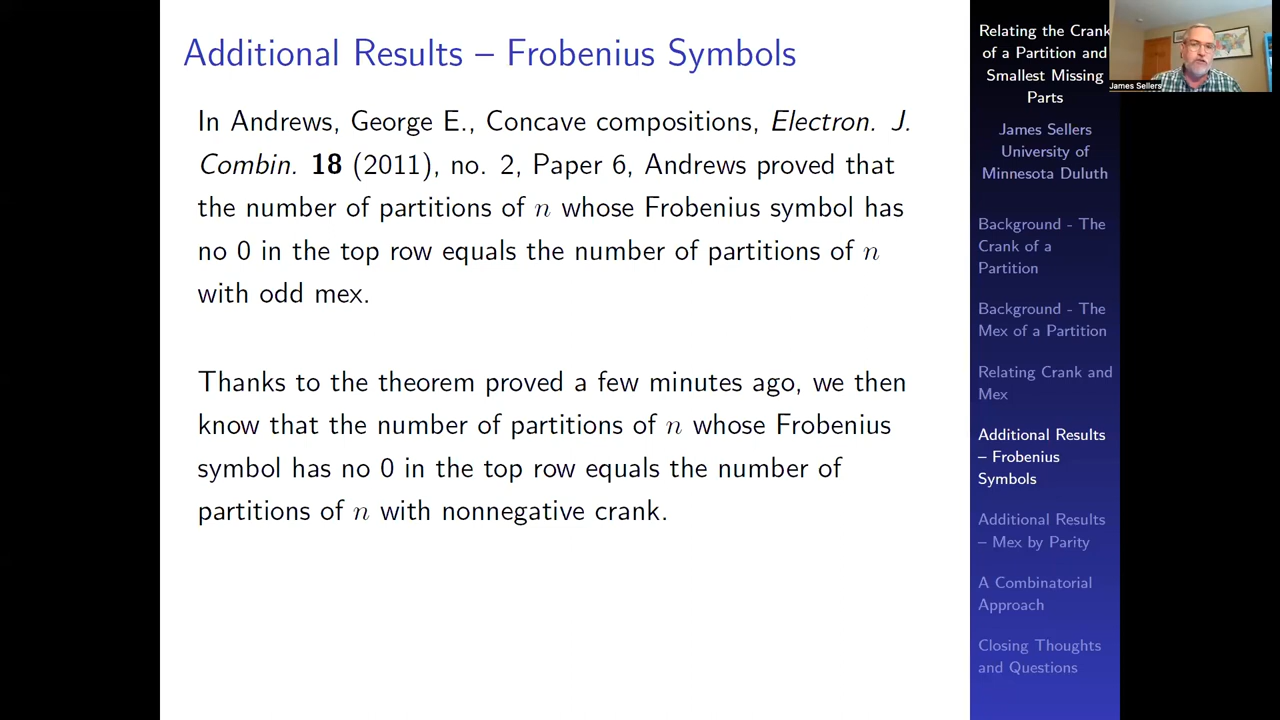 Additional Results – Frobenius Symbols
In Andrews, George E., Concave compositions, Electron. J.
Combin. 18 (2011), no. 2, Paper 6, Andrews proved that
the number of partitions of n whose Frobenius symbol has
no 0 in the top row equals the number of partitions of n
with odd mex.
Thanks to the theorem proved a few minutes ago, we then
know that the number of partitions of n whose Frobenius
symbol has no 0 in the top row equals the number of
partitions of n with nonnegative crank.
Relating the Crank
of a Partition and
Smallest Missing
Parts
James Sellers
University of
Minnesota Duluth
Background - The
Crank of a
Partition
Background - The
Mex of a Partition
Relating Crank and
Mex
Additional Results
– Frobenius
Symbols
Additional Results
– Mex by Parity
A Combinatorial
Approach
Closing Thoughts
and Questions
James Sellers